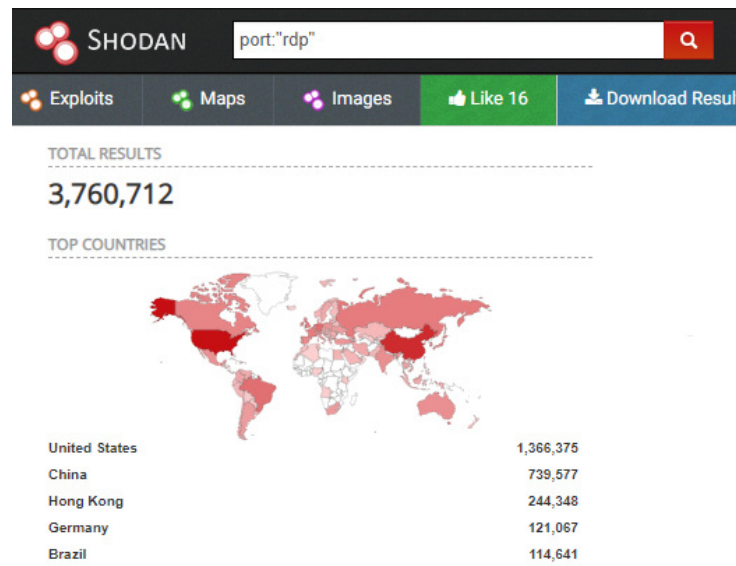 SHODAN port:"rdp"
Exploits Maps Images Like 16 Download Resul
TOTAL RESULTS
3,760,712
TOP COUNTRIES
United States 1,366,375
China 739,577
Hong Kong 244,348
Germany 121,067
Brazil 114,641